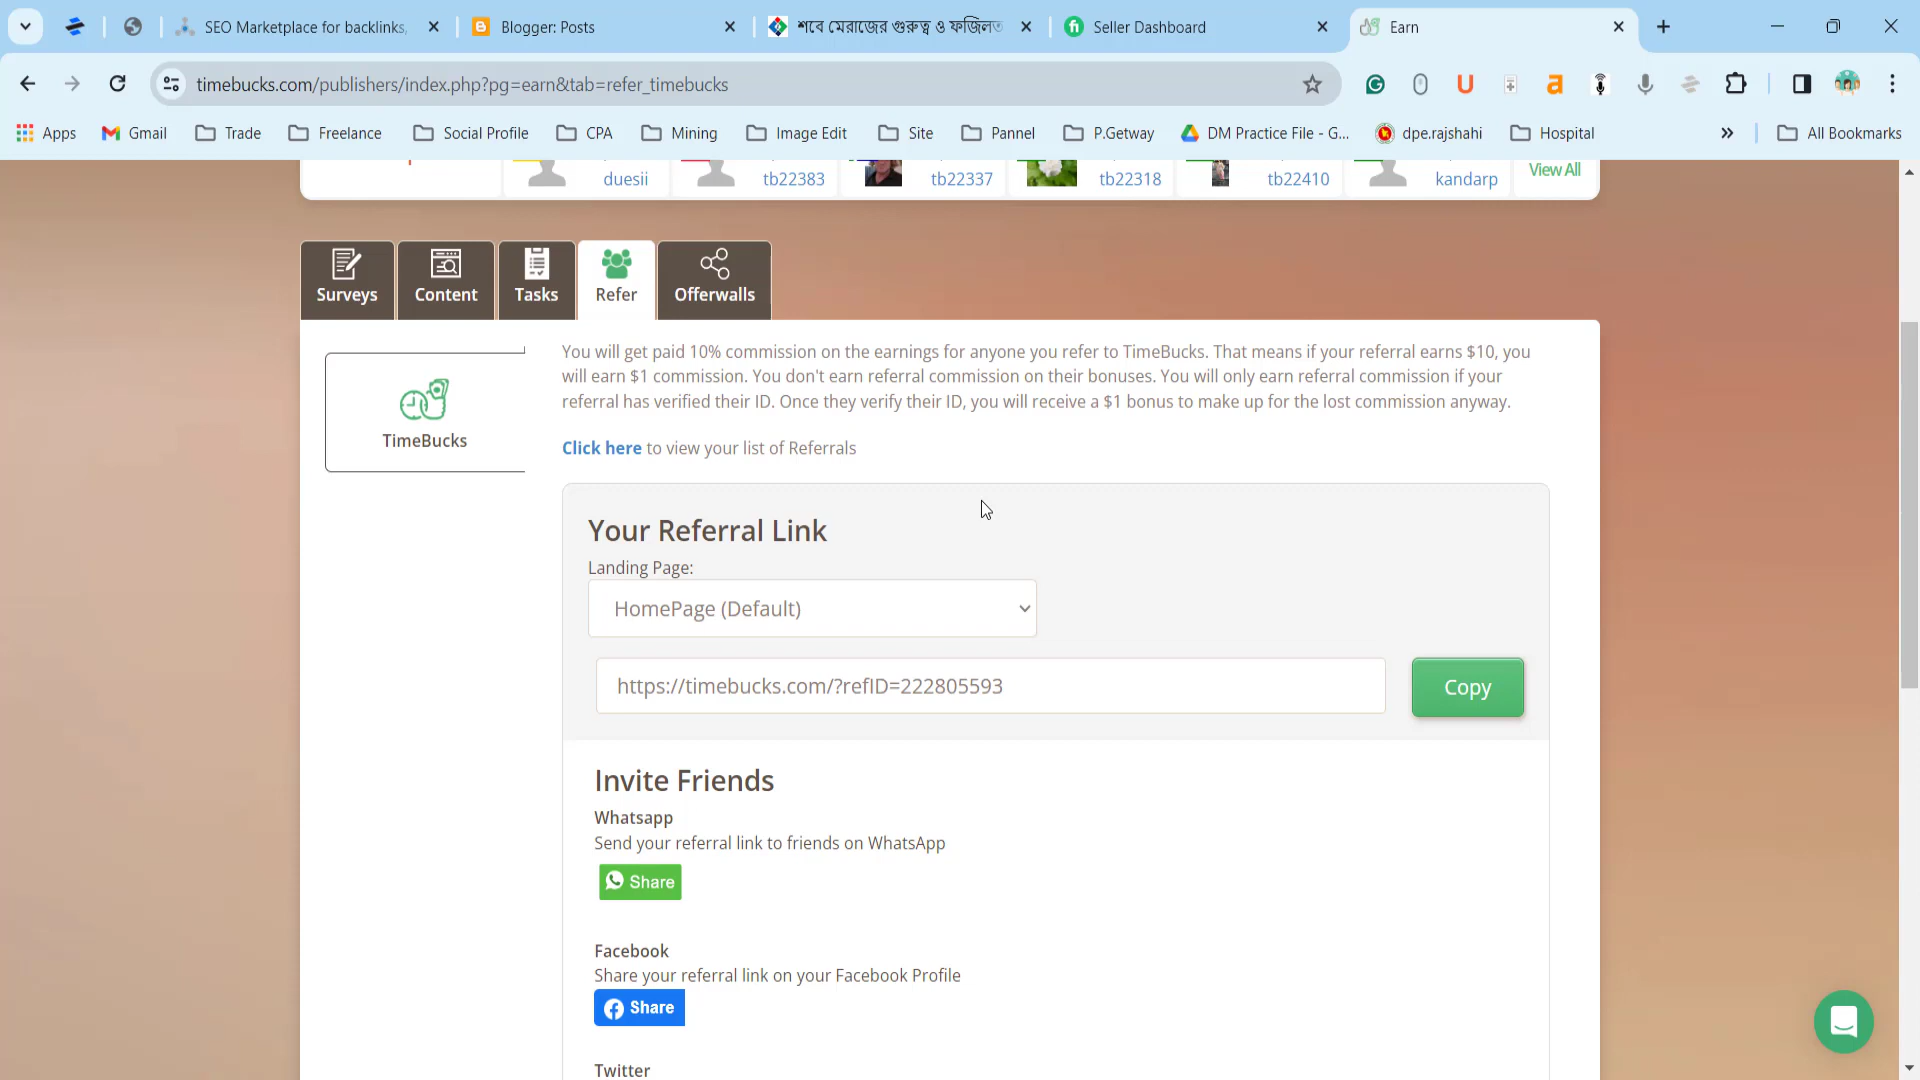 SEO Marketplace for backlinks,
Blogger: Posts
শবে মেরাজের গুরুত্ব ও ফজিলত
Seller Dashboard
Earn
timebucks.com/publishers/index.php?pg=earn&tab=refer_timebucks
Apps
Gmail
Trade
Freelance
Social Profile
CPA
Mining
Image Edit
Site
Pannel
P.Getway
DM Practice File - G...
dpe.rajshahi
Hospital
»
All Bookmarks
duesii
tb22383
tb22337
tb22318
tb22410
kandarp
View All
Surveys
Content
Tasks
Refer
Offerwalls
TimeBucks
You will get paid 10% commission on the earnings for anyone you refer to TimeBucks. That means if your referral earns $10, you
will earn $1 commission. You don't earn referral commission on their bonuses. You will only earn referral commission if your
referral has verified their ID. Once they verify their ID, you will receive a $1 bonus to make up for the lost commission anyway.
Click here to view your list of Referrals
Your Referral Link
Landing Page:
HomePage (Default)
https://timebucks.com/?refID=222805593
Copy
Invite Friends
Whatsapp
Send your referral link to friends on WhatsApp
Share
Facebook
Share your referral link on your Facebook Profile
Share
Twitter